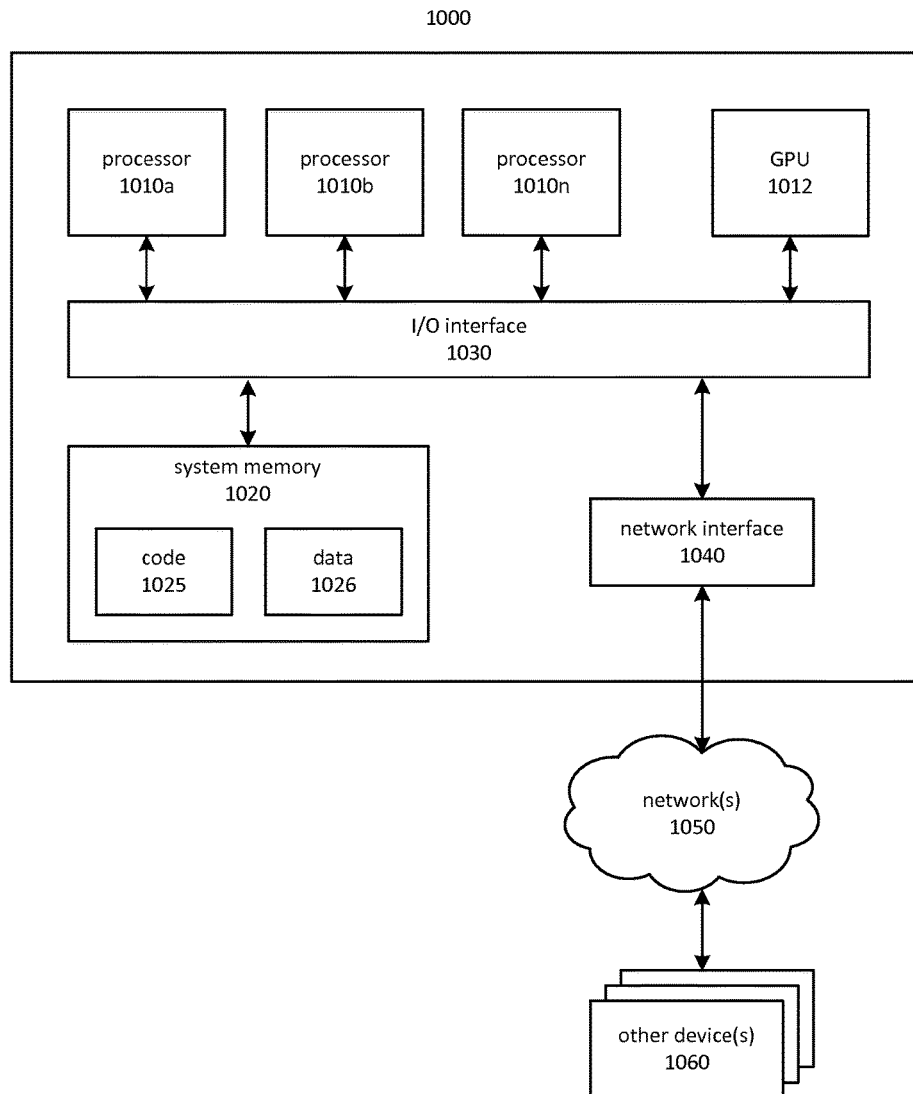 1000
processor
1010a
processor
1010b
processor
1010n
GPU
1012
I/O interface
1030
system memory
1020
code
1025
data
1026
network interface
1040
network(s)
1050
other device(s)
1060